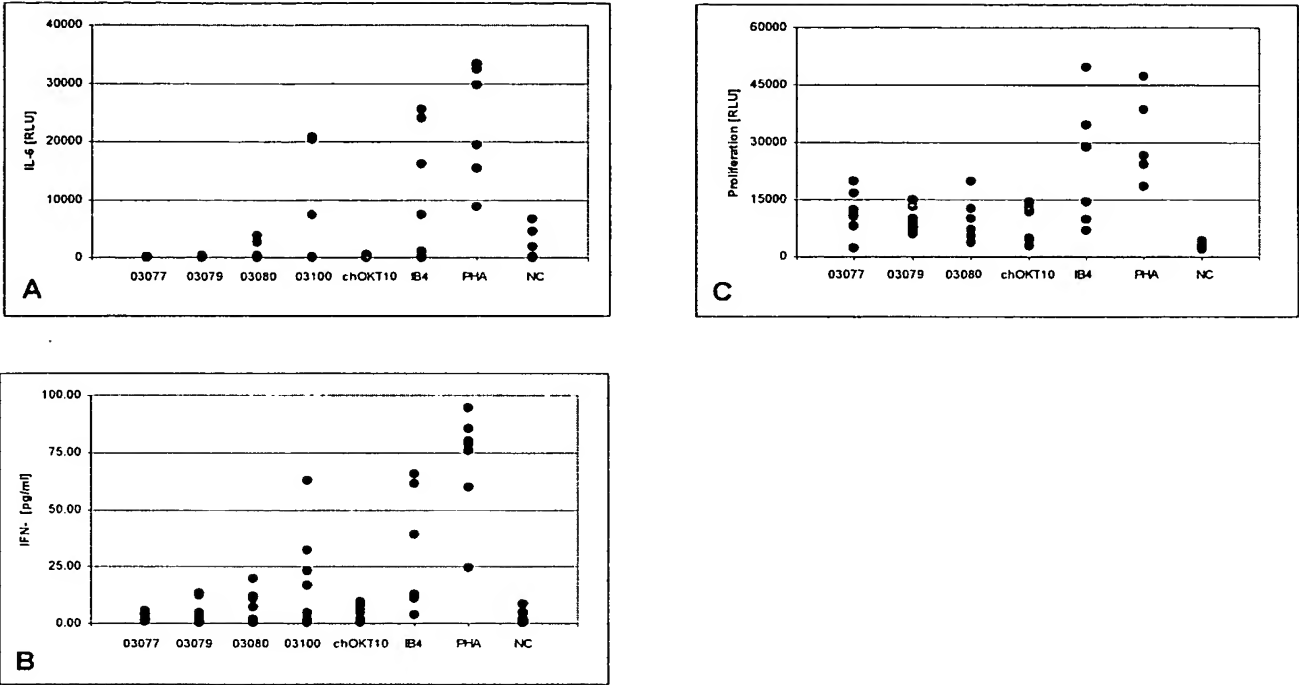 40000
30000
20000
10000
0
IL-6 [RLU]
03077 03079 03080 03100 chOKT10 IB4 PHA NC
A
60000
45000
30000
15000
0
Proliferation [RLU]
03077 03079 03080 chOKT10 IB4 PHA NC
C
100.00
75.00
50.00
25.00
0.00
IFN- [pg/ml]
03077 03079 03080 03100 chOKT10 IB4 PHA NC
B